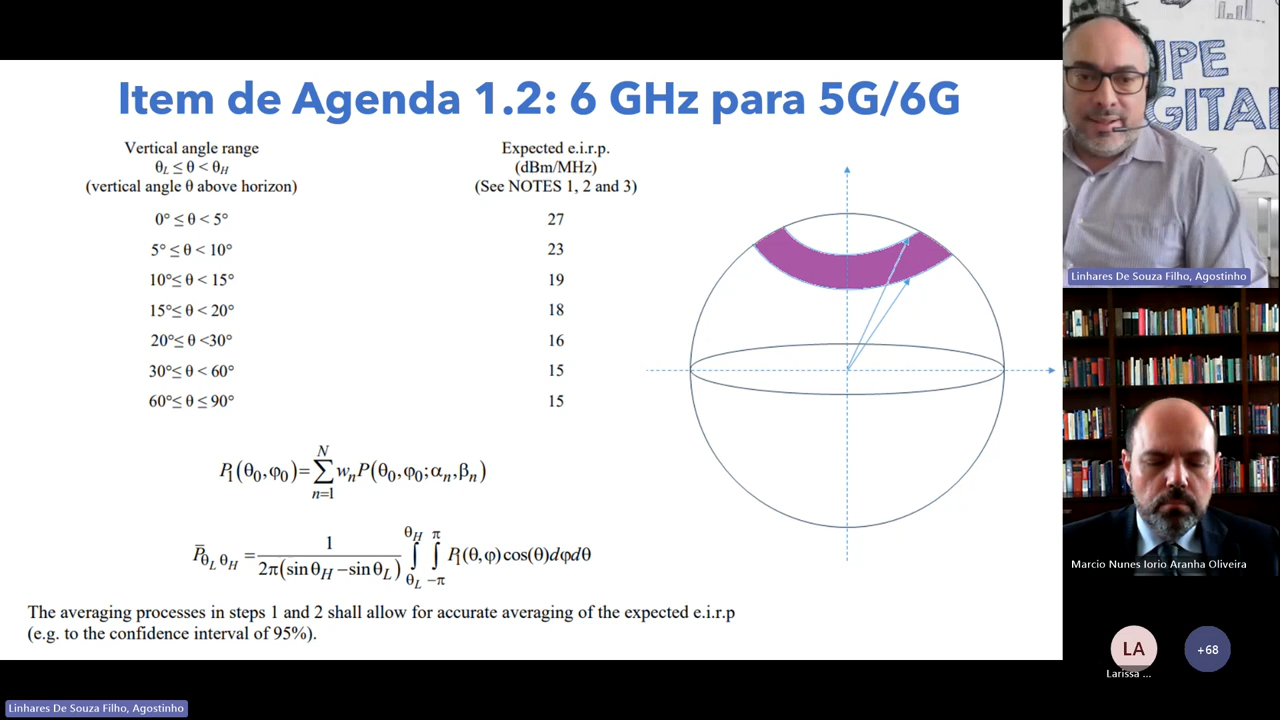 Item de Agenda 1.2: 6 GHz para 5G/6G
Vertical angle range
θL ≤ θ < θH
(vertical angle θ above horizon)
Expected e.i.r.p.
(dBm/MHz)
(See NOTES 1, 2 and 3)
0° ≤ θ < 5° 27
5° ≤ θ < 10° 23
10°≤ θ < 15° 19
15°≤ θ < 20° 18
20°≤ θ <30° 16
30°≤ θ < 60° 15
60°≤ θ ≤ 90° 15
P1(θ0,φ0)=∑n=1N wnP(θ0,φ0;αn,βn)
P̅θL θH = 1/2π(sinθH−sinθL) ∫θLθH ∫−ππ P1(θ,φ)cos(θ)dφdθ
The averaging processes in steps 1 and 2 shall allow for accurate averaging of the expected e.i.r.p
(e.g. to the confidence interval of 95%).
IPE
IGITAL
Linhares De Souza Filho, Agostinho
Marcio Nunes Iorio Aranha Oliveira
LA
+68
Larissa ...
Linhares De Souza Filho, Agostinho